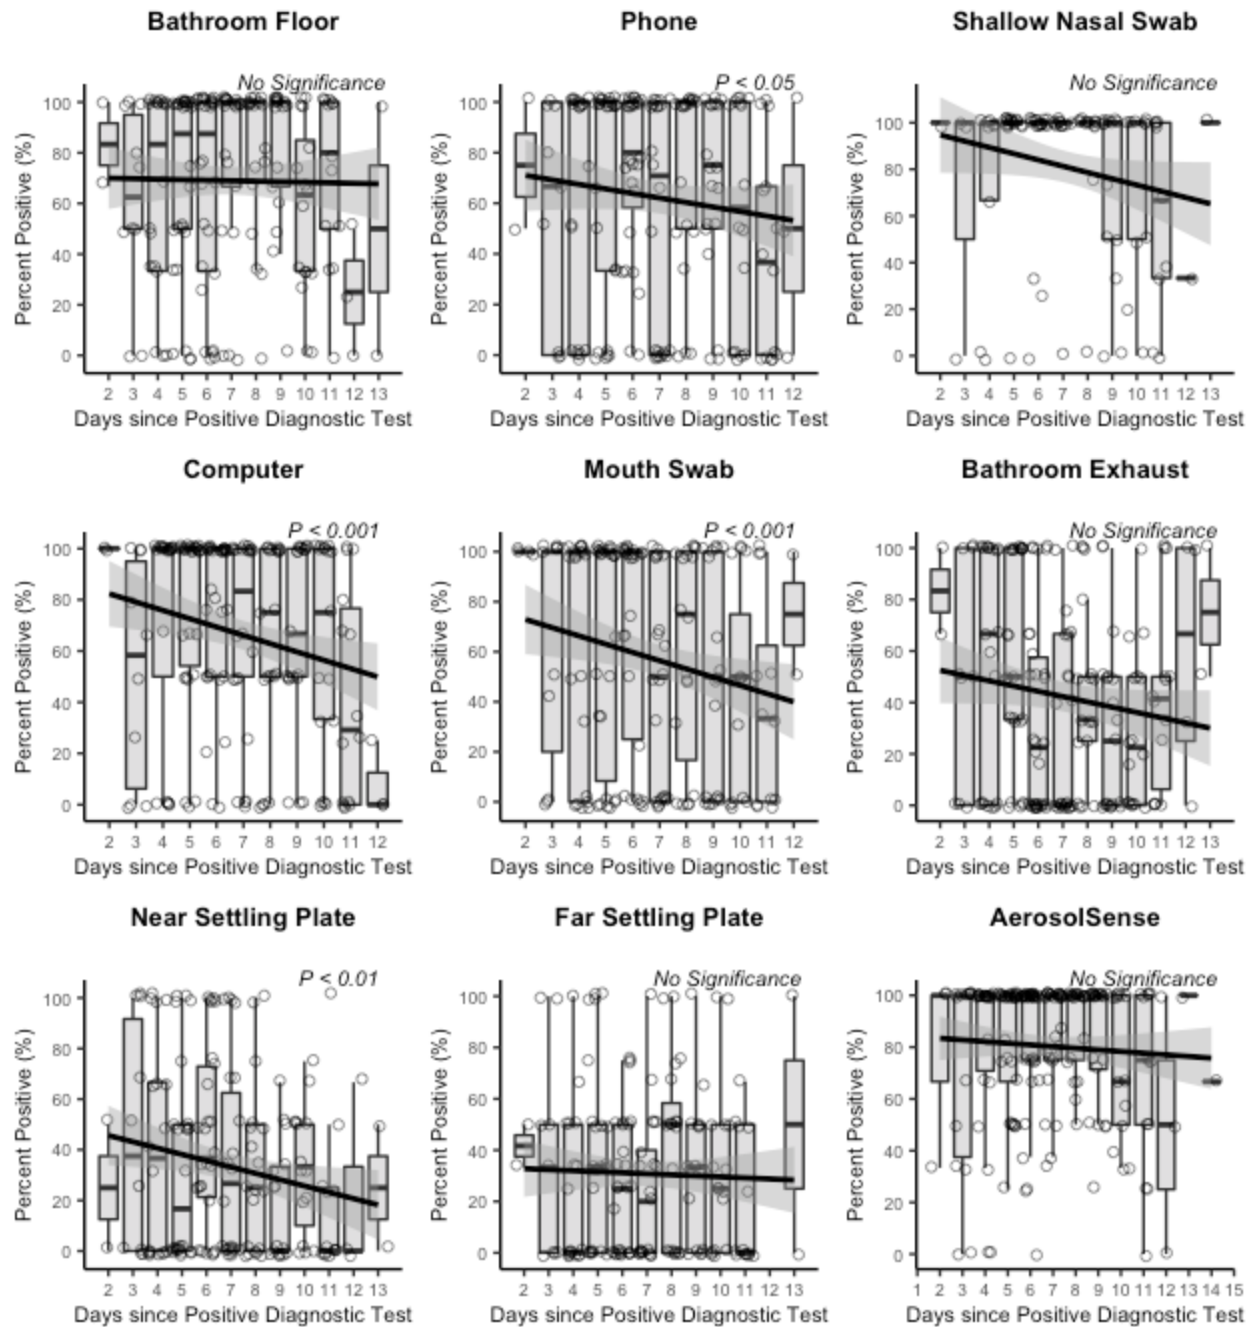 Bathroom Floor
Phone
Shallow Nasal Swab
No Significance
P < 0.05
No Significance
Percent Positive (%)
100
80
60
40
20
0
2 3 4 5 6 7 8 9 10 11 12 13
Days since Positive Diagnostic Test
Percent Positive (%)
100
80
60
40
20
0
2 3 4 5 6 7 8 9 10 11 12
Days since Positive Diagnostic Test
Percent Positive (%)
100
80
60
40
20
0
2 3 4 5 6 7 8 9 10 11 12 13
Days since Positive Diagnostic Test
Computer
Mouth Swab
Bathroom Exhaust
P < 0.001
P < 0.001
No Significance
Percent Positive (%)
100
80
60
40
20
0
2 3 4 5 6 7 8 9 10 11 12
Days since Positive Diagnostic Test
Percent Positive (%)
100
80
60
40
20
0
2 3 4 5 6 7 8 9 10 11 12
Days since Positive Diagnostic Test
Percent Positive (%)
100
80
60
40
20
0
2 3 4 5 6 7 8 9 10 11 12 13
Days since Positive Diagnostic Test
Near Settling Plate
Far Settling Plate
AerosolSense
P < 0.01
No Significance
No Significance
Percent Positive (%)
100
80
60
40
20
0
2 3 4 5 6 7 8 9 10 11 12 13
Days since Positive Diagnostic Test
Percent Positive (%)
100
80
60
40
20
0
2 3 4 5 6 7 8 9 10 11 12 13
Days since Positive Diagnostic Test
Percent Positive (%)
100
80
60
40
20
0
1 2 3 4 5 6 7 8 9 10 11 12 13 14 15
Days since Positive Diagnostic Test